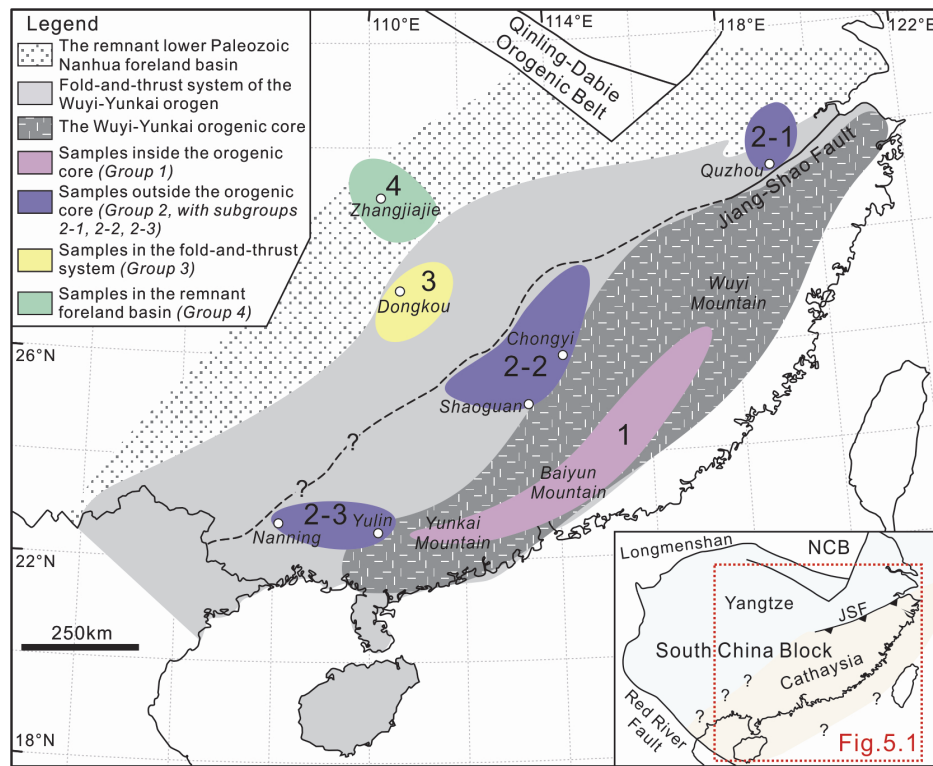 Legend
The remnant lower Paleozoic
Nanhua foreland basin
Fold-and-thrust system of the
Wuyi-Yunkai orogen
The Wuyi-Yunkai orogenic core
Samples inside the orogenic
core (Group 1)
Samples outside the orogenic
core (Group 2, with subgroups
2-1, 2-2, 2-3)
Samples in the fold-and-thrust
system (Group 3)
Samples in the remnant
foreland basin (Group 4)
110°E
114°E
118°E
122°E
Qinling-Dabie
Orogenic Belt
2-1
Quzhou
Jiang-Shao Fault
4
Zhangjiajie
3
Dongkou
Wuyi
Mountain
Chongyi
2-2
Shaoguan
1
Baiyun
Mountain
?
?
2-3
Yulin
Nanning
Yunkai
Mountain
26°N
22°N
18°N
250km
Longmenshan
NCB
Yangtze
JSF
South China Block
Cathaysia
?
?
?
?
?
Red River
Fault
Fig.5.1